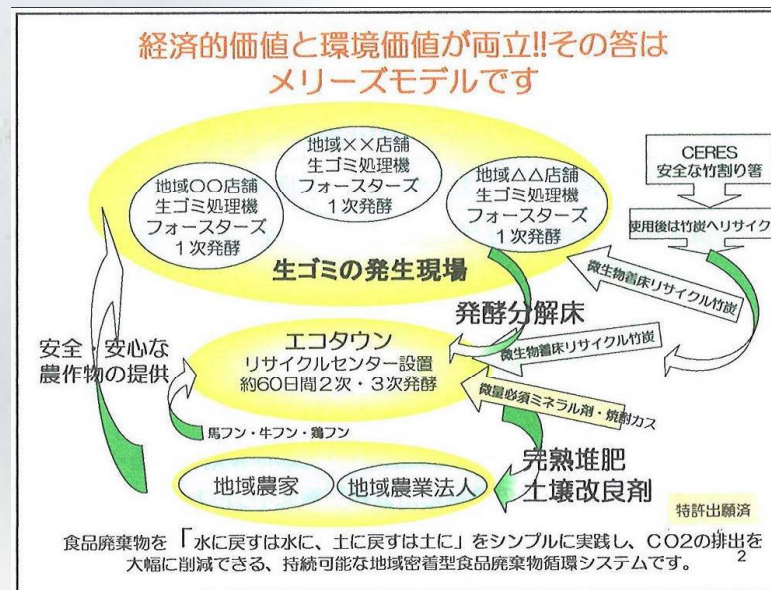 経済的価値と環境価値が両立!!その答は
メリーズモデルです
地域××店舗
生ゴミ処理機
フォースターズ
1次発酵
地域〇〇店舗
生ゴミ処理機
フォースターズ
1次発酵
地域△△店舗
生ゴミ処理機
フォースターズ
1次発酵
生ゴミの発生現場
CERES
安全な竹割り箸
使用後は竹炭へリサイク
微生物着床リサイクル竹炭
発酵分解床
微生物着床リサイクル竹炭
エコタウン
リサイクルセンター設置
約60日間2次・3次発酵
微量必須ミネラル剤・焼酎カス
安全・安心な
農作物の提供
馬フン・牛フン・鶏フン
完熟堆肥
土壌改良剤
地域農家
地域農業法人
特許出願済
食品廃棄物を「水に戻すは水に、土に戻すは土に」をシンプルに実践し、CO2の排出を
大幅に削減できる、持続可能な地域密着型食品廃棄物循環システムです。
2